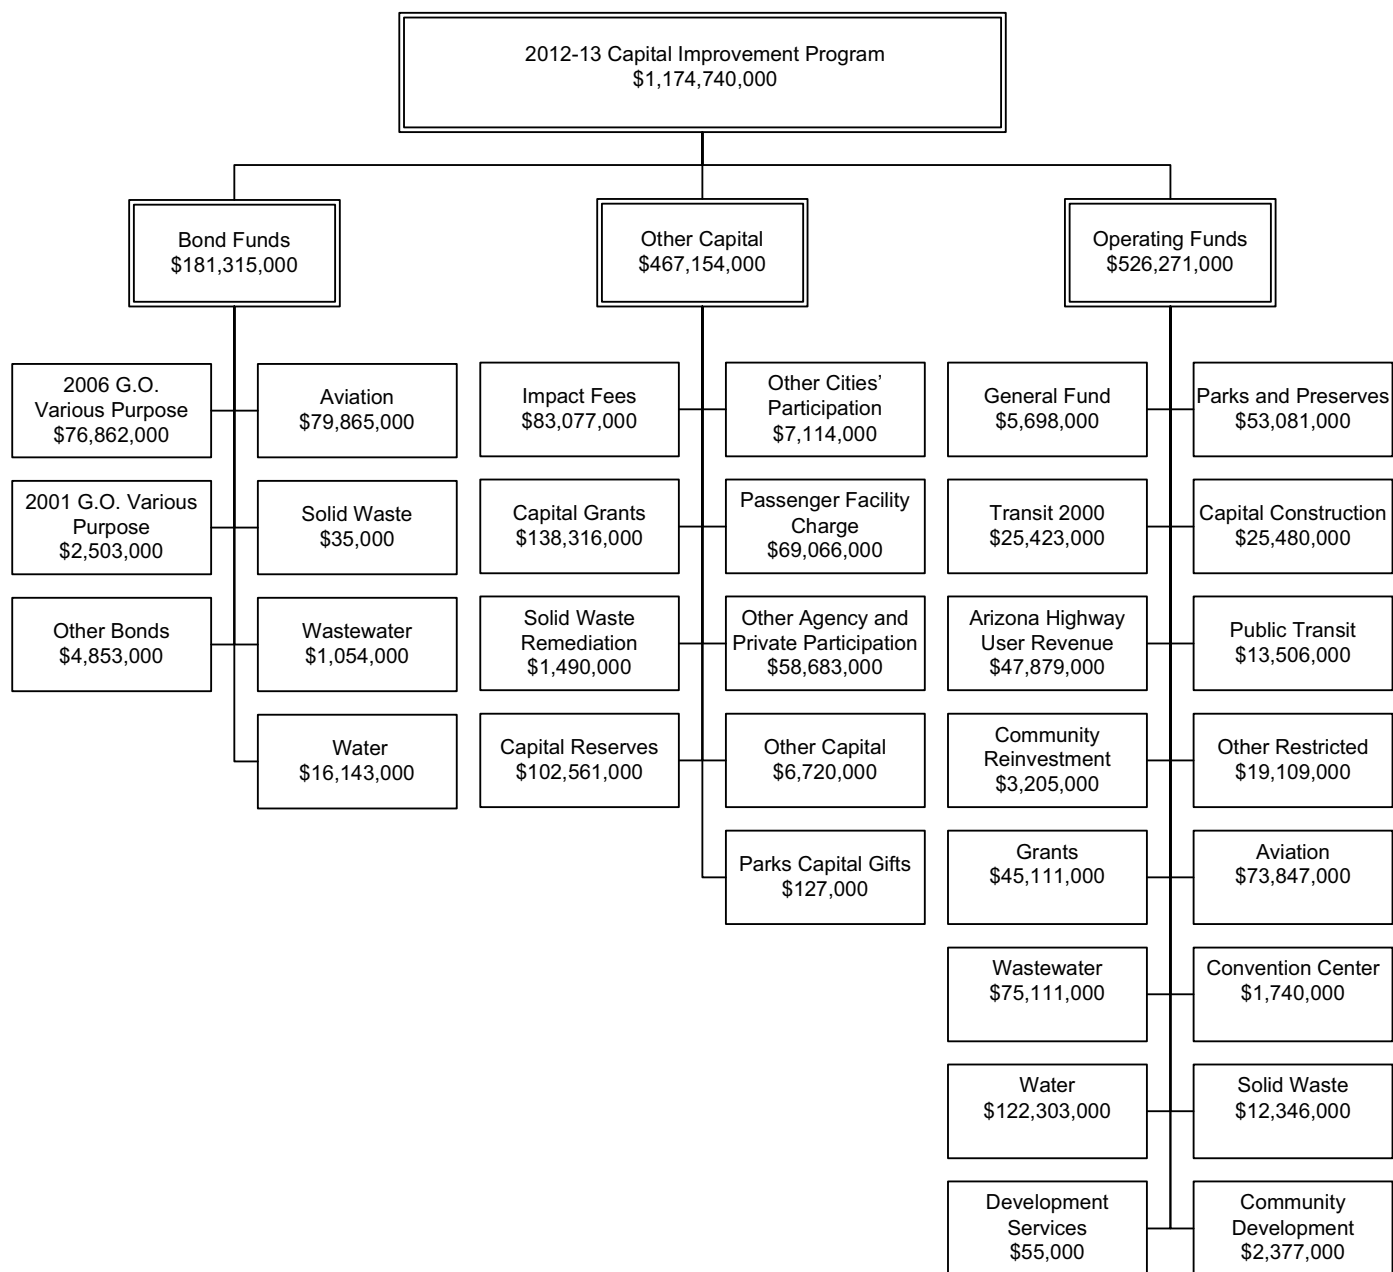 2012-13 Capital Improvement Program
$1,174,740,000
Bond Funds
$181,315,000
Other Capital
$467,154,000
Operating Funds
$526,271,000
2006 G.O.
Various Purpose
$76,862,000
Aviation
$79,865,000
2001 G.O. Various
Purpose
$2,503,000
Solid Waste
$35,000
Other Bonds
$4,853,000
Wastewater
$1,054,000
Water
$16,143,000
Impact Fees
$83,077,000
Other Cities’
Participation
$7,114,000
Capital Grants
$138,316,000
Passenger Facility
Charge
$69,066,000
Solid Waste
Remediation
$1,490,000
Other Agency and
Private Participation
$58,683,000
Capital Reserves
$102,561,000
Other Capital
$6,720,000
Parks Capital Gifts
$127,000
General Fund
$5,698,000
Parks and Preserves
$53,081,000
Transit 2000
$25,423,000
Capital Construction
$25,480,000
Arizona Highway
User Revenue
$47,879,000
Public Transit
$13,506,000
Community
Reinvestment
$3,205,000
Other Restricted
$19,109,000
Grants
$45,111,000
Aviation
$73,847,000
Wastewater
$75,111,000
Convention Center
$1,740,000
Water
$122,303,000
Solid Waste
$12,346,000
Development
Services
$55,000
Community
Development
$2,377,000